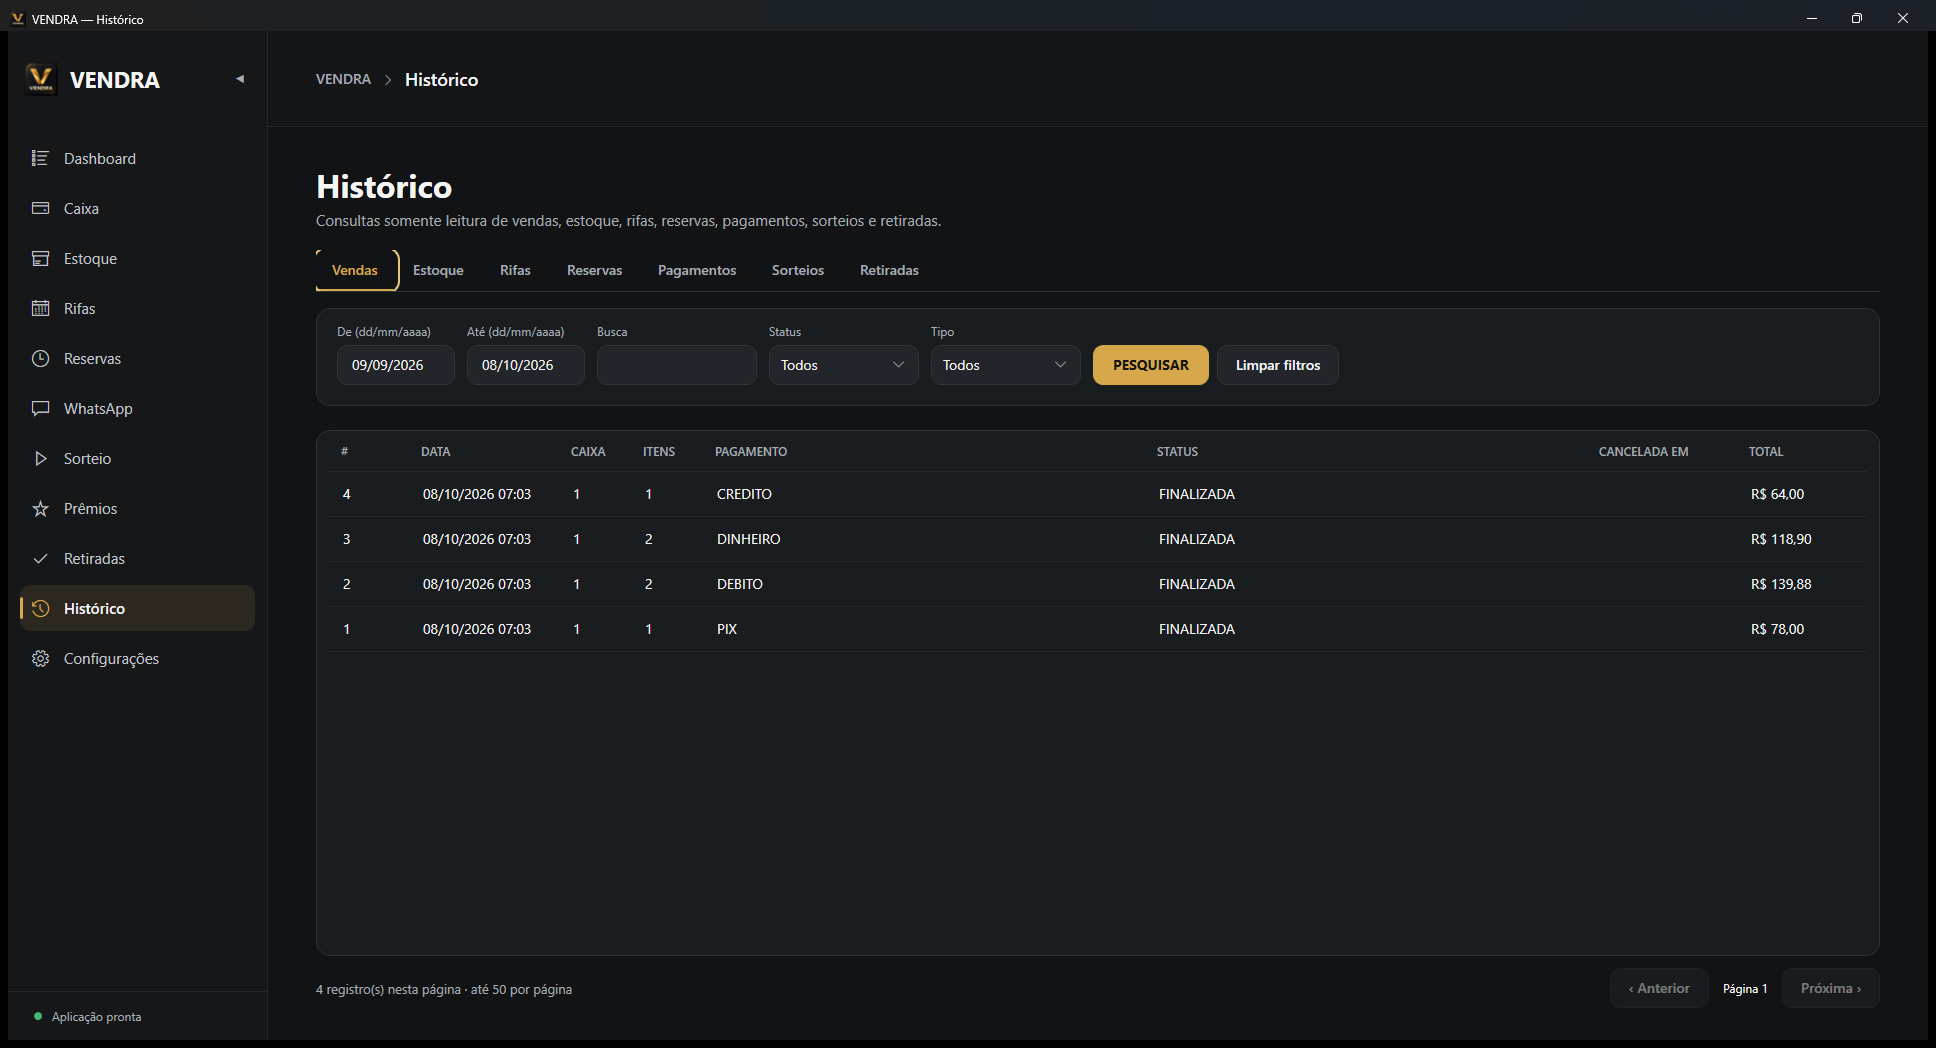 VENDRA — Histórico
VENDRA
VENDRA
Dashboard
Caixa
Estoque
Rifas
Reservas
WhatsApp
Sorteio
Prêmios
Retiradas
Histórico
Configurações
Aplicação pronta
VENDRA > Histórico
Histórico
Consultas somente leitura de vendas, estoque, rifas, reservas, pagamentos, sorteios e retiradas.
Vendas Estoque Rifas Reservas Pagamentos Sorteios Retiradas
De (dd/mm/aaaa) Até (dd/mm/aaaa) Busca Status Tipo
09/09/2026 08/10/2026 Todos Todos PESQUISAR Limpar filtros
# DATA CAIXA ITENS PAGAMENTO STATUS CANCELADA EM TOTAL
4 08/10/2026 07:03 1 1 CREDITO FINALIZADA R$ 64,00
3 08/10/2026 07:03 1 2 DINHEIRO FINALIZADA R$ 118,90
2 08/10/2026 07:03 1 2 DEBITO FINALIZADA R$ 139,88
1 08/10/2026 07:03 1 1 PIX FINALIZADA R$ 78,00
4 registro(s) nesta página · até 50 por página
‹ Anterior Página 1 Próxima ›